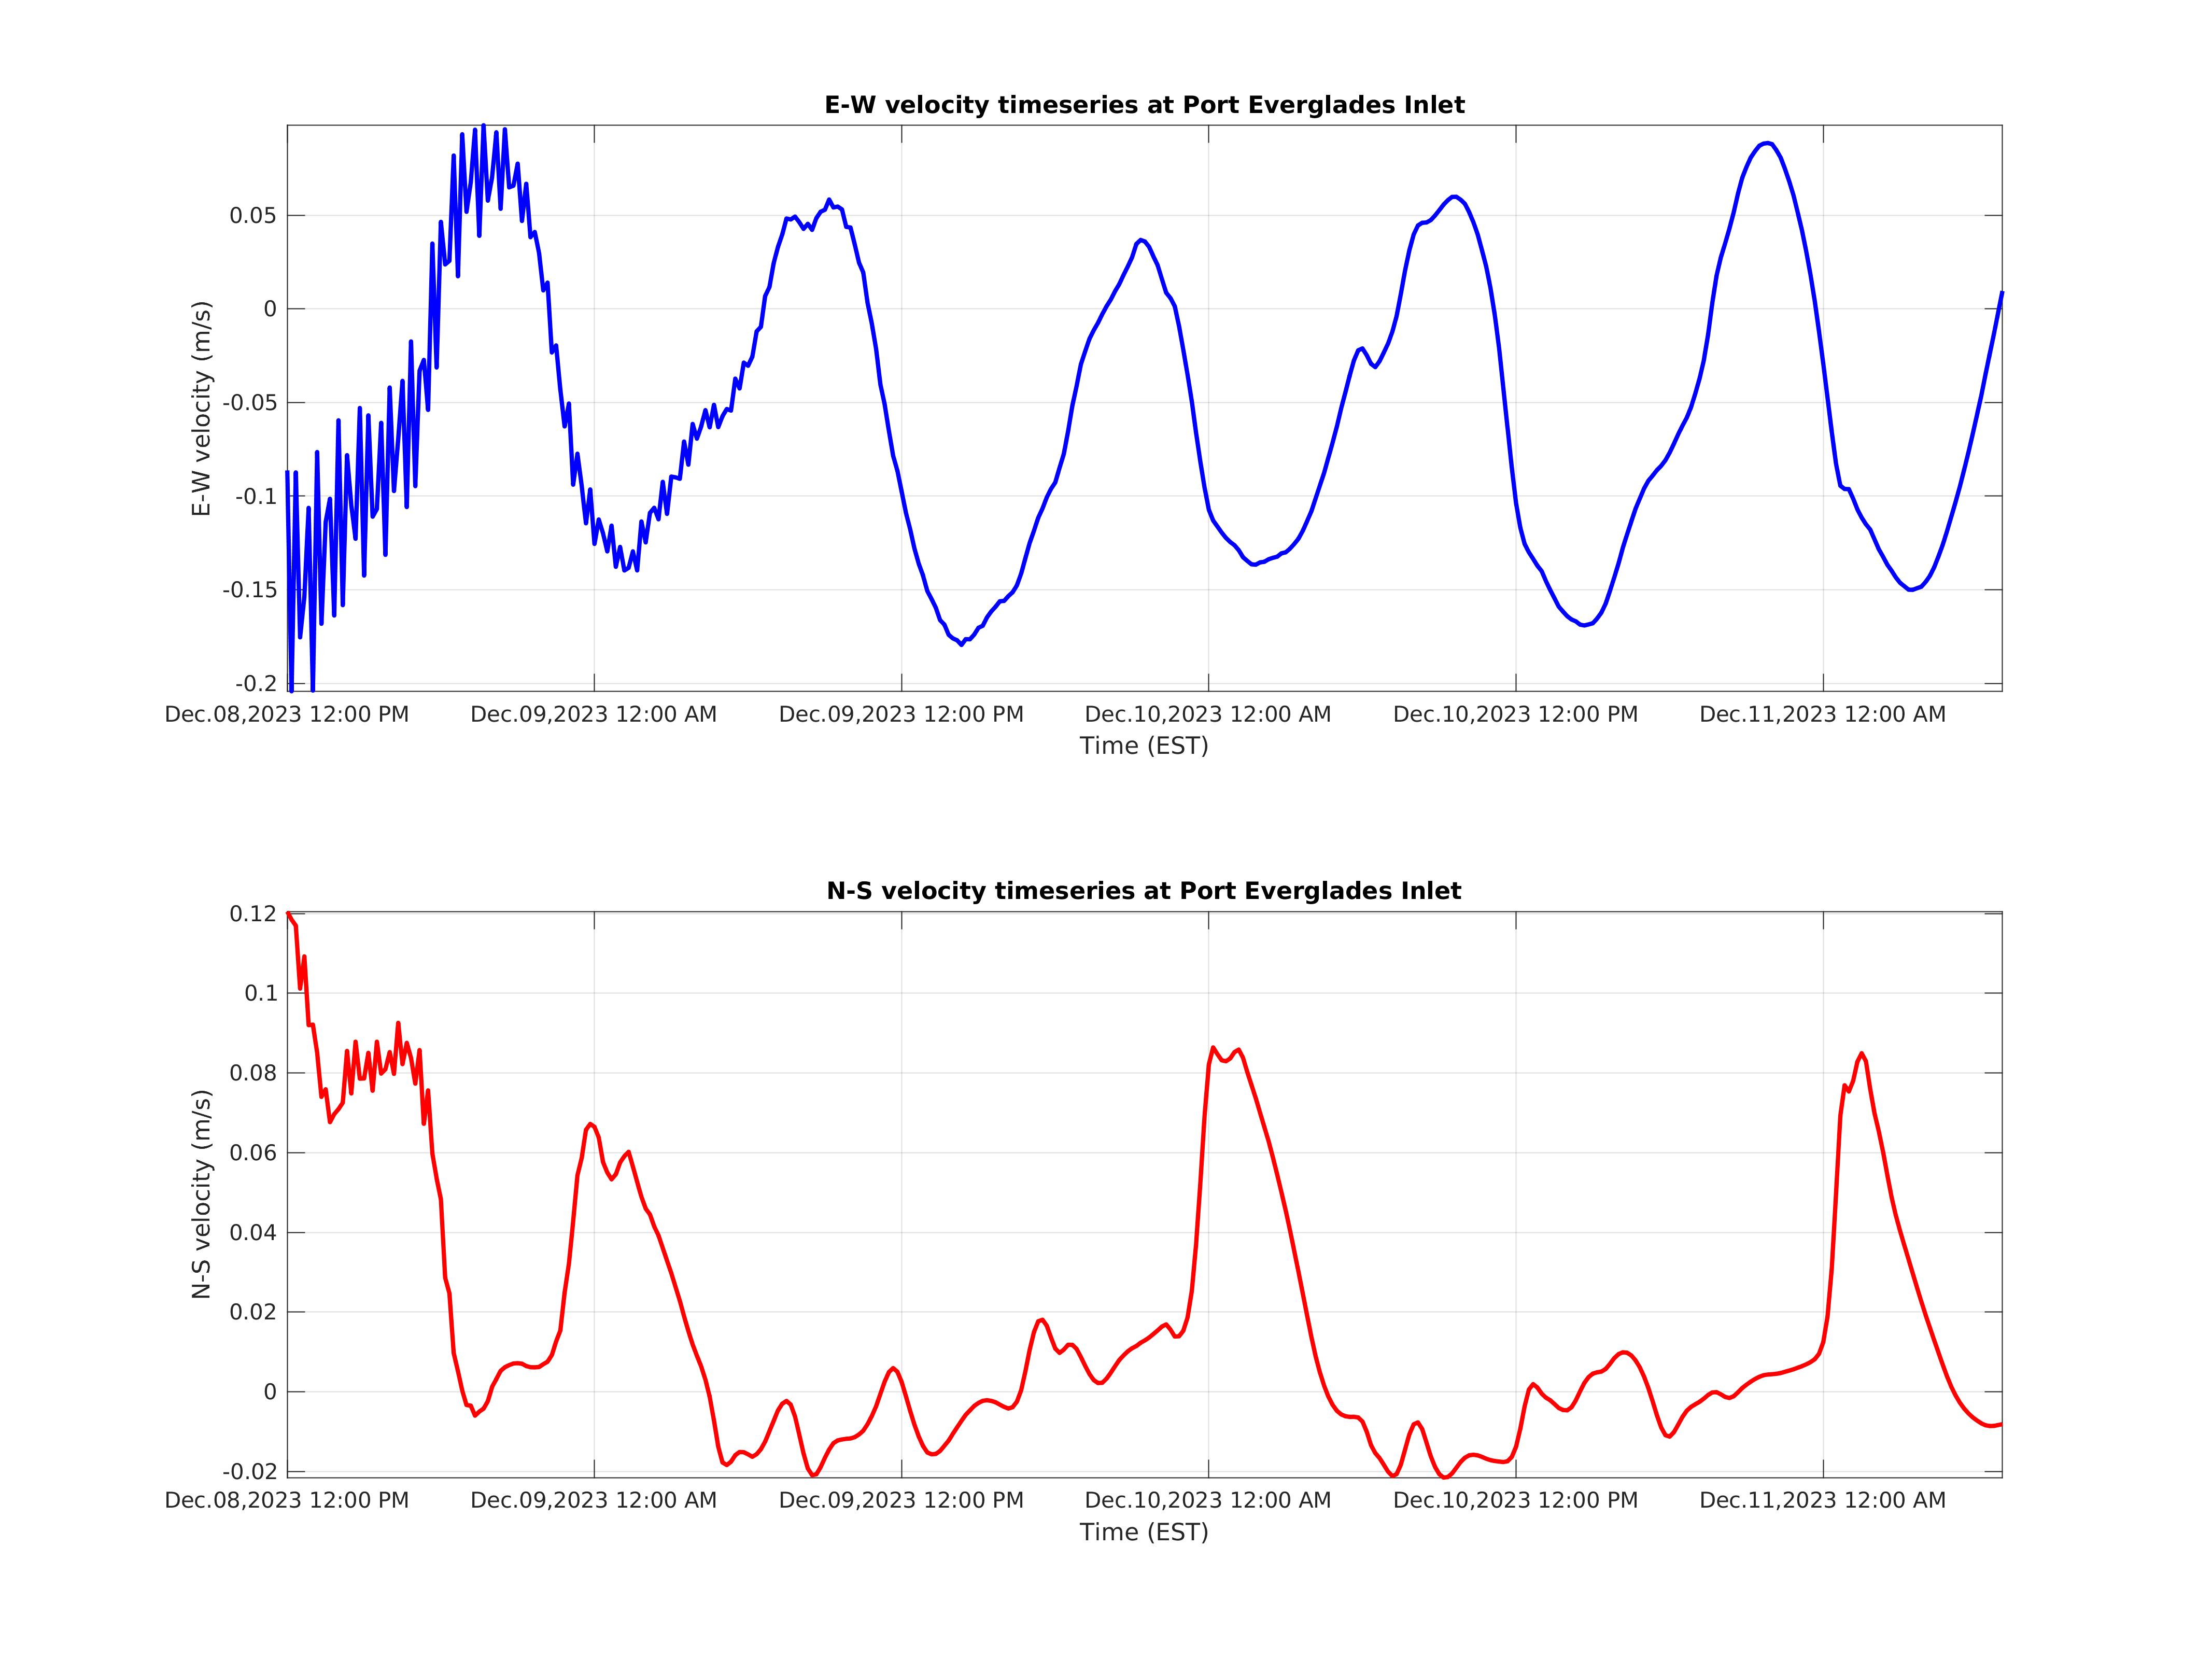 E-W velocity timeseries at Port Everglades Inlet
E-W velocity (m/s)
0.05
0
-0.05
-0.1
-0.15
-0.2
Dec.08,2023 12:00 PM Dec.09,2023 12:00 AM Dec.09,2023 12:00 PM Dec.10,2023 12:00 AM Dec.10,2023 12:00 PM Dec.11,2023 12:00 AM
Time (EST)
N-S velocity timeseries at Port Everglades Inlet
N-S velocity (m/s)
0.12
0.1
0.08
0.06
0.04
0.02
0
-0.02
Dec.08,2023 12:00 PM Dec.09,2023 12:00 AM Dec.09,2023 12:00 PM Dec.10,2023 12:00 AM Dec.10,2023 12:00 PM Dec.11,2023 12:00 AM
Time (EST)